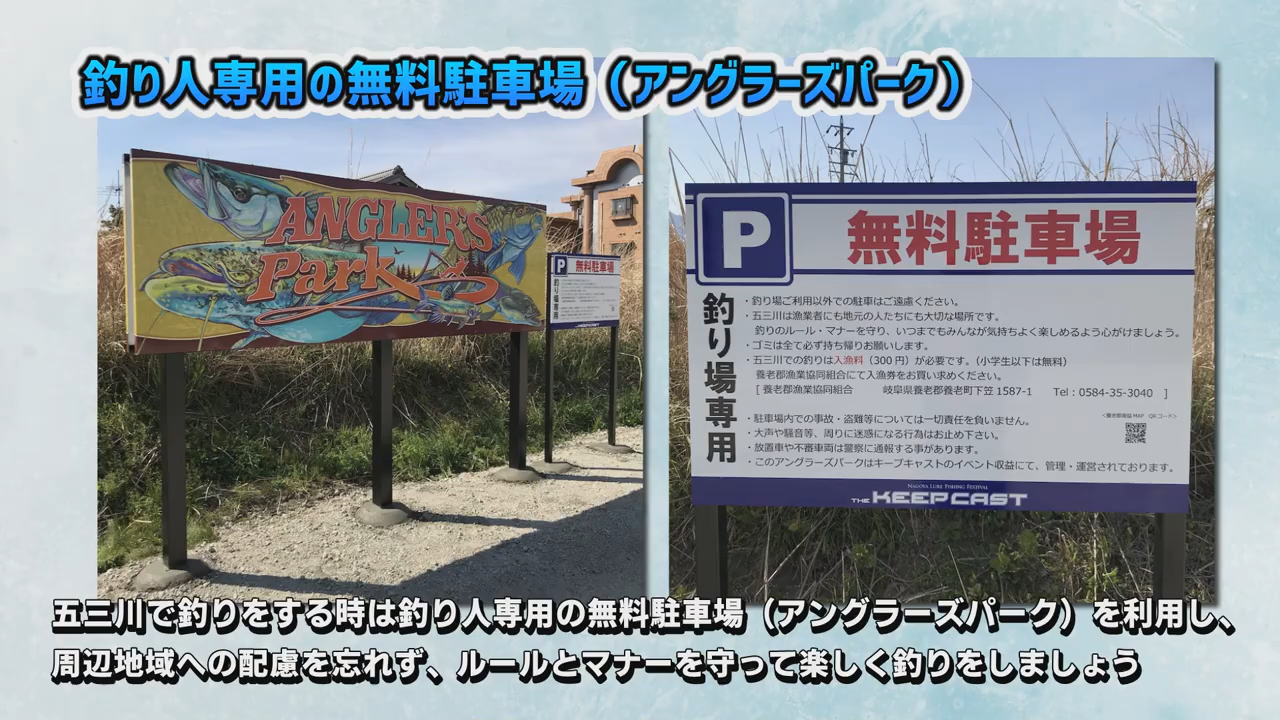 釣り人専用の無料駐車場（アングラーズパーク）
ANGLER'S
Park
P 無料駐車場
釣り場専用
P 無料駐車場
釣り場専用
・釣り場ご利用以外での駐車はご遠慮ください。
・五三川は漁業者にも地元の人たちにも大切な場所です。
釣りのルール・マナーを守り、いつまでもみんなが気持ちよく楽しめるよう心がけましょう。
・ゴミは全て必ず持ち帰りお願いします。
・五三川での釣りは入漁料（300円）が必要です。（小学生以下は無料）
養老郡漁業協同組合にて入漁券をお買い求めください。
[ 養老郡漁業協同組合 岐阜県養老郡養老町下笠1587-1 Tel : 0584-35-3040 ]
・駐車場内での事故・盗難等については一切責任を負いません。
・大声や騒音等、周りに迷惑になる行為はお止め下さい。
・放置車や不審車両は警察に通報する事があります。
・このアングラーズパークはキープキャストのイベント収益にて、管理・運営されております。
NAGOYA LURE FISHING FESTIVAL
THE KEEPCAST
五三川で釣りをする時は釣り人専用の無料駐車場（アングラーズパーク）を利用し、
周辺地域への配慮を忘れず、ルールとマナーを守って楽しく釣りをしましょう